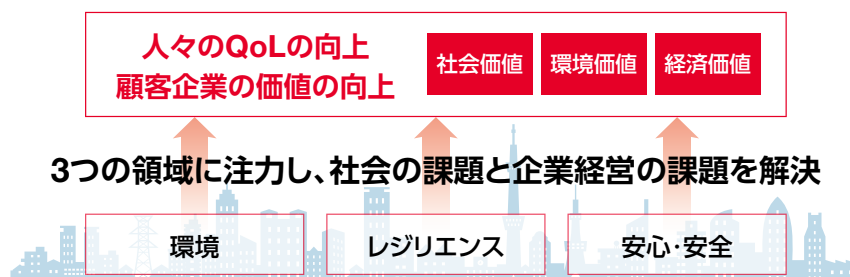 人々のQoLの向上
顧客企業の価値の向上
社会価値 環境価値 経済価値
3つの領域に注力し、社会の課題と企業経営の課題を解決
環境 レジリエンス 安心・安全